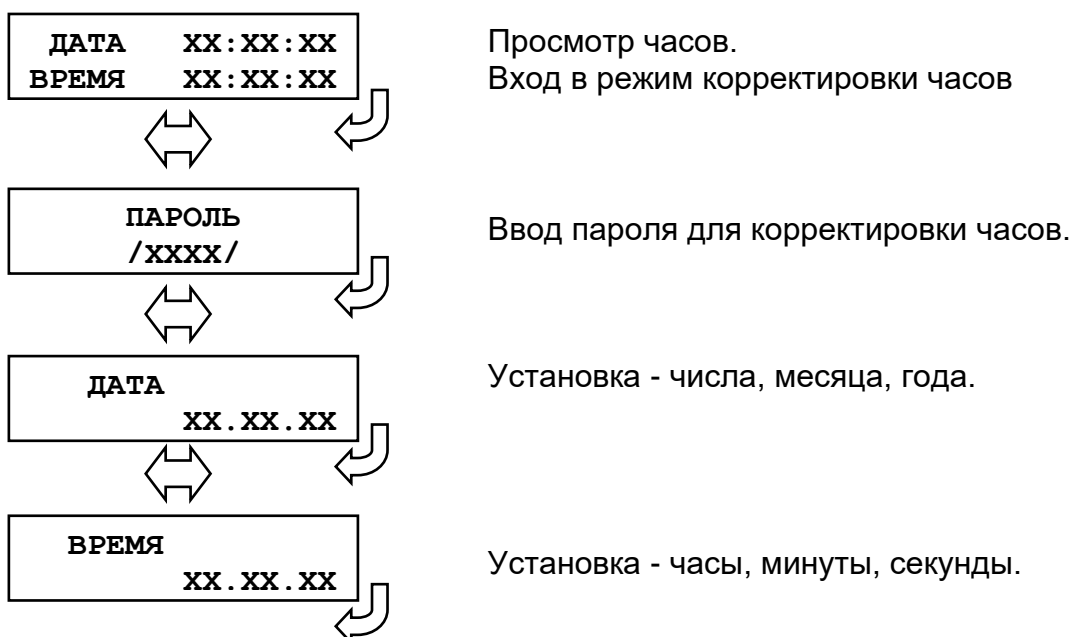 ДАТА XX:XX:XX
ВРЕМЯ XX:XX:XX
Просмотр часов.
Вход в режим корректировки часов
ПАРОЛЬ
/XXXX/
Ввод пароля для корректировки часов.
ДАТА
XX.XX.XX
Установка - числа, месяца, года.
ВРЕМЯ
XX.XX.XX
Установка - часы, минуты, секунды.